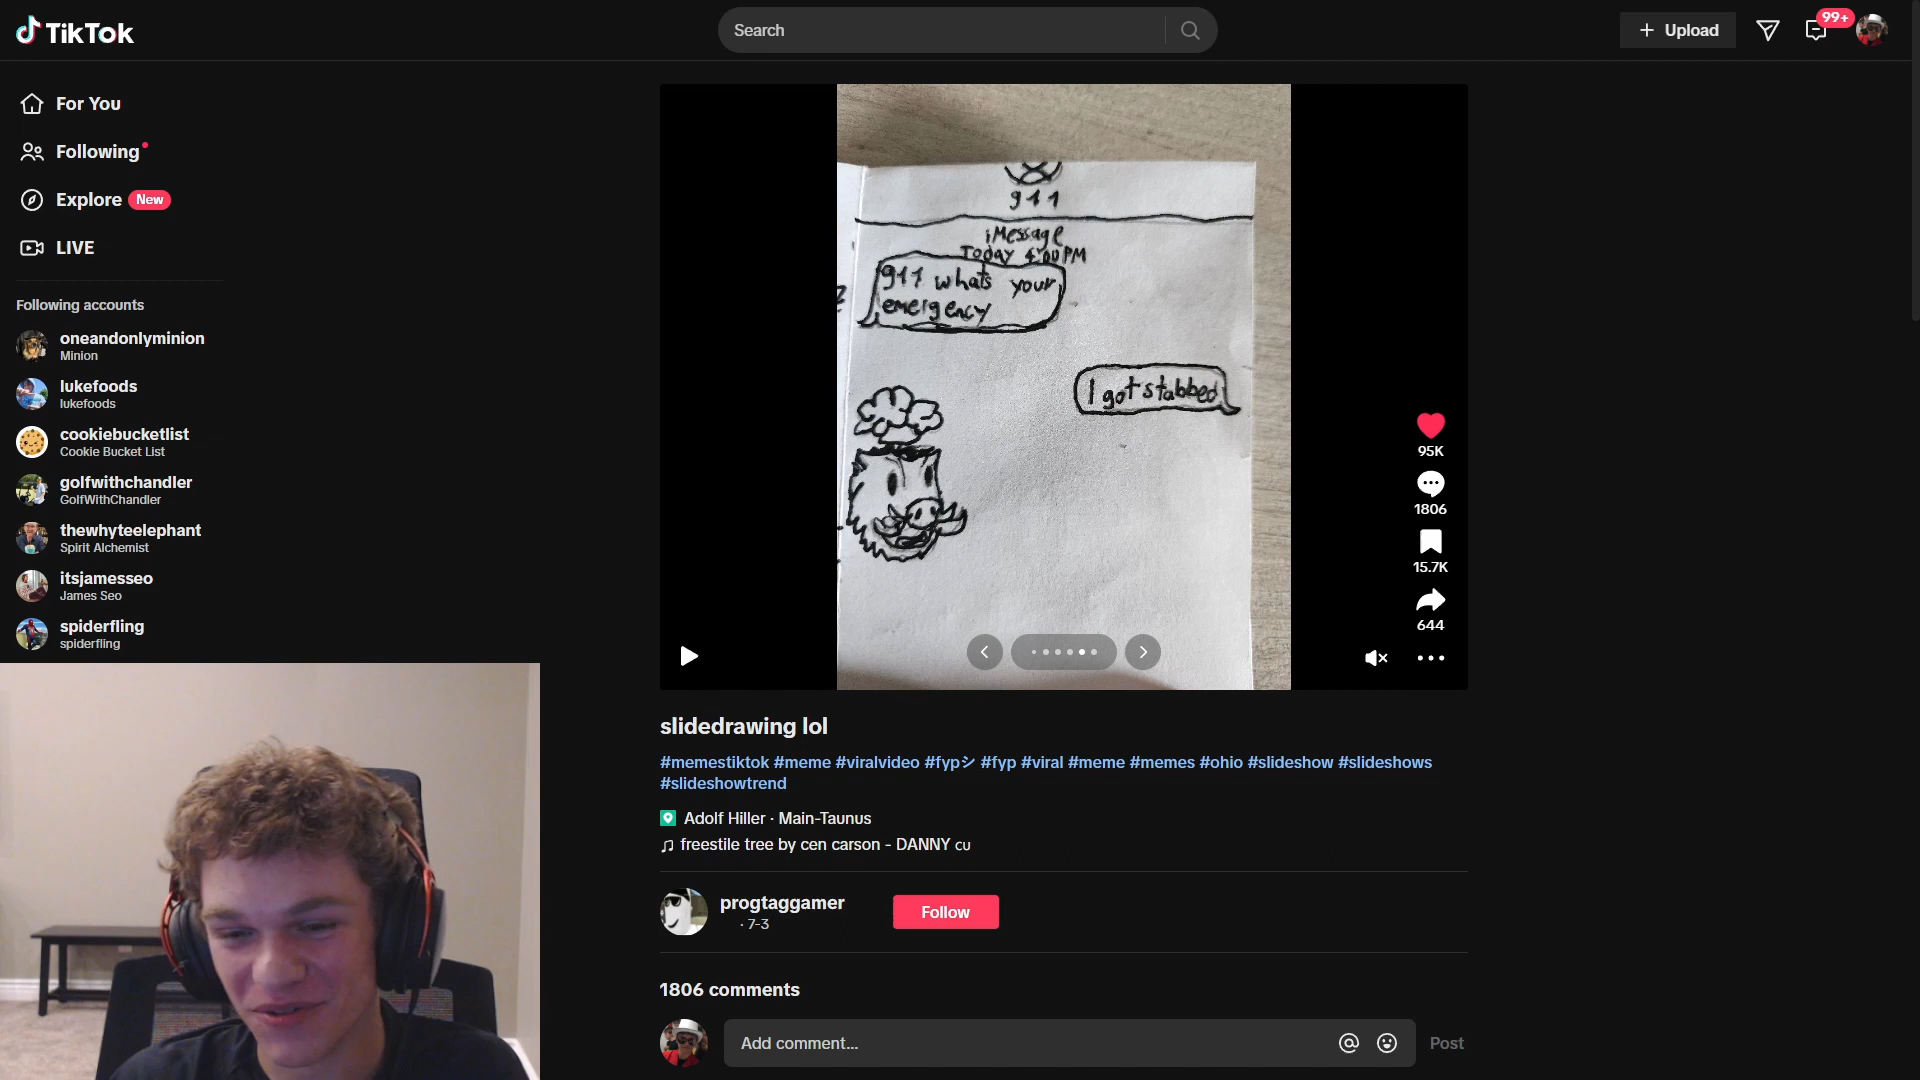 TikTok
Search
Upload
99+
For You
Following
Explore New
LIVE
Following accounts
oneandonlyminion
Minion
lukefoods
lukefoods
cookiebucketlist
Cookie Bucket List
golfwithchandler
GolfWithChandler
thewhyteelephant
Spirit Alchemist
itsjamesseo
James Seo
spiderfling
spiderfling
911
iMessage
Today 4:00 PM
911 whats your
emergency
I got stabbed
95K
1806
15.7K
644
slidedrawing lol
#memestiktok #meme #viralvideo #fypシ #fyp #viral #meme #memes #ohio #slideshow #slideshows
#slideshowtrend
Adolf Hiller · Main-Taunus
freestile tree by cen carson - DANNY cu
progtaggamer
· 7-3
Follow
1806 comments
Add comment...
Post